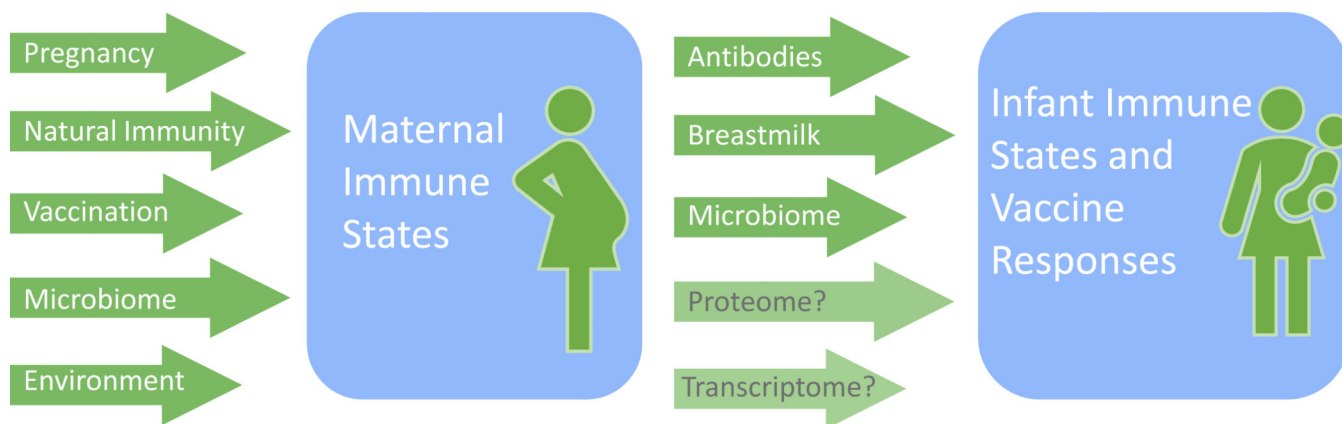 Pregnancy
Natural Immunity
Vaccination
Microbiome
Environment
Maternal
Immune
States
Antibodies
Breastmilk
Microbiome
Proteome?
Transcriptome?
Infant Immune
States and
Vaccine
Responses